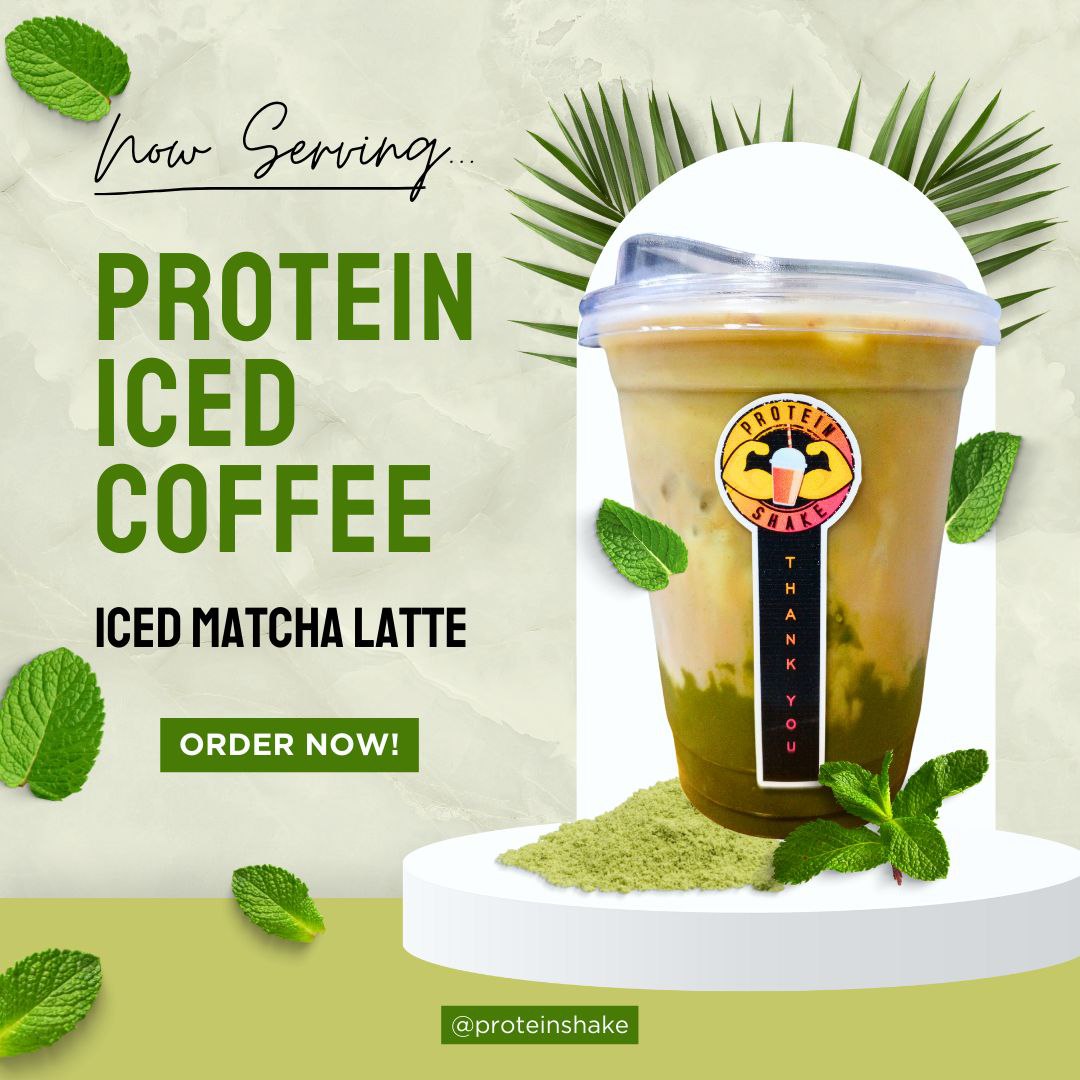 Now Serving...
PROTEIN
ICED
COFFEE
ICED MATCHA LATTE
ORDER NOW!
PROTEIN
SHAKE
THANK YOU
@proteinshake